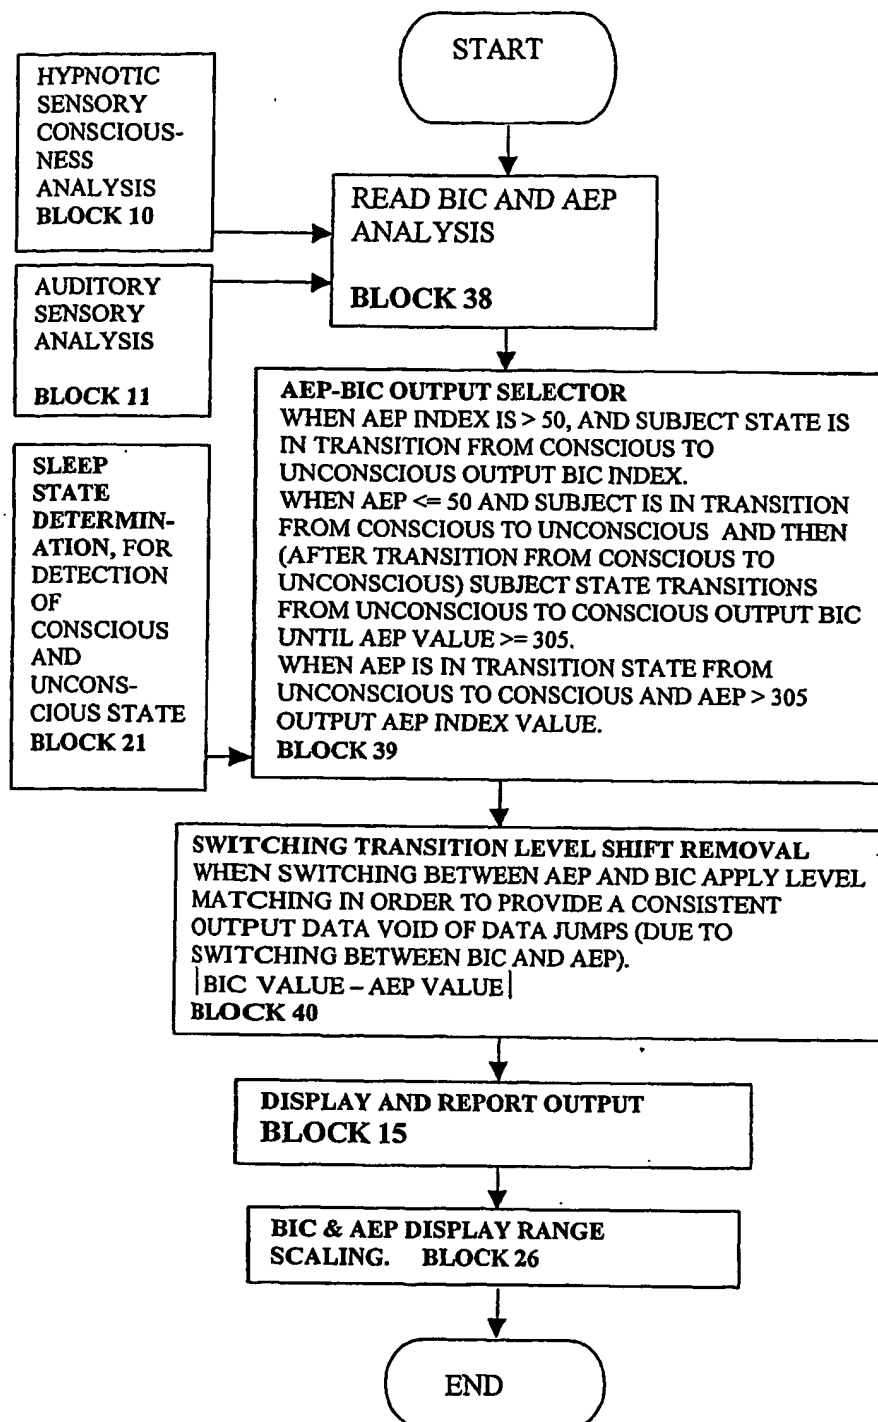 START
HYPNOTIC
SENSORY
CONSCIOUS-
NESS
ANALYSIS
BLOCK 10
READ BIC AND AEP
ANALYSIS
BLOCK 38
AUDITORY
SENSORY
ANALYSIS
BLOCK 11
AEP-BIC OUTPUT SELECTOR
WHEN AEP INDEX IS > 50, AND SUBJECT STATE IS
IN TRANSITION FROM CONSCIOUS TO
UNCONSCIOUS OUTPUT BIC INDEX.
WHEN AEP <= 50 AND SUBJECT IS IN TRANSITION
FROM CONSCIOUS TO UNCONSCIOUS AND THEN
(AFTER TRANSITION FROM CONSCIOUS TO
UNCONSCIOUS) SUBJECT STATE TRANSITIONS
FROM UNCONSCIOUS TO CONSCIOUS OUTPUT BIC
UNTIL AEP VALUE >= 305.
WHEN AEP IS IN TRANSITION STATE FROM
UNCONSCIOUS TO CONSCIOUS AND AEP > 305
OUTPUT AEP INDEX VALUE.
BLOCK 39
SLEEP
STATE
DETERMIN-
ATION, FOR
DETECTION
OF
CONSCIOUS
AND
UNCONS-
CIOUS STATE
BLOCK 21
SWITCHING TRANSITION LEVEL SHIFT REMOVAL
WHEN SWITCHING BETWEEN AEP AND BIC APPLY LEVEL
MATCHING IN ORDER TO PROVIDE A CONSISTENT
OUTPUT DATA VOID OF DATA JUMPS (DUE TO
SWITCHING BETWEEN BIC AND AEP).
|BIC VALUE – AEP VALUE|
BLOCK 40
DISPLAY AND REPORT OUTPUT
BLOCK 15
BIC & AEP DISPLAY RANGE
SCALING. BLOCK 26
END